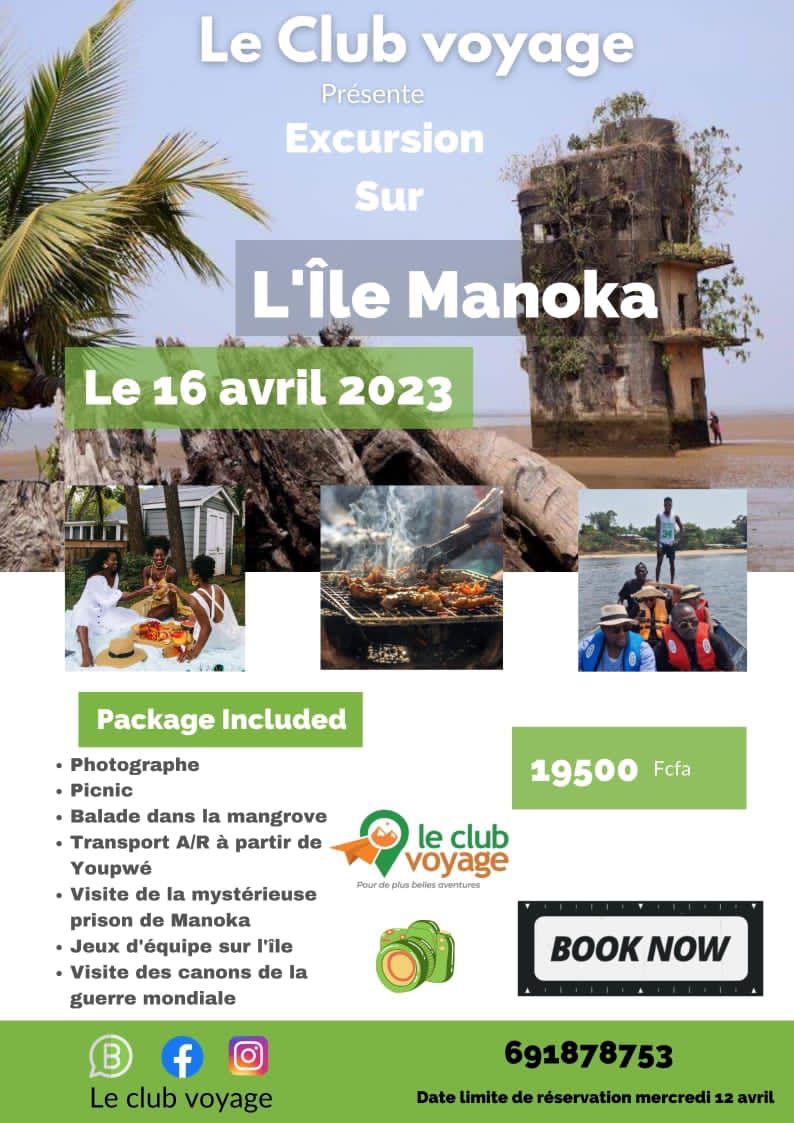 Le Club voyage
Présente
Excursion
Sur
L'Île Manoka
Le 16 avril 2023
Package Included
• Photographe
• Picnic
• Balade dans la mangrove
• Transport A/R à partir de
Youpwé
• Visite de la mystérieuse
prison de Manoka
• Jeux d'équipe sur l'île
• Visite des canons de la
guerre mondiale
19500 Fcfa
le club
voyage
Pour de plus belles aventures
BOOK NOW
Le club voyage
691878753
Date limite de réservation mercredi 12 avril